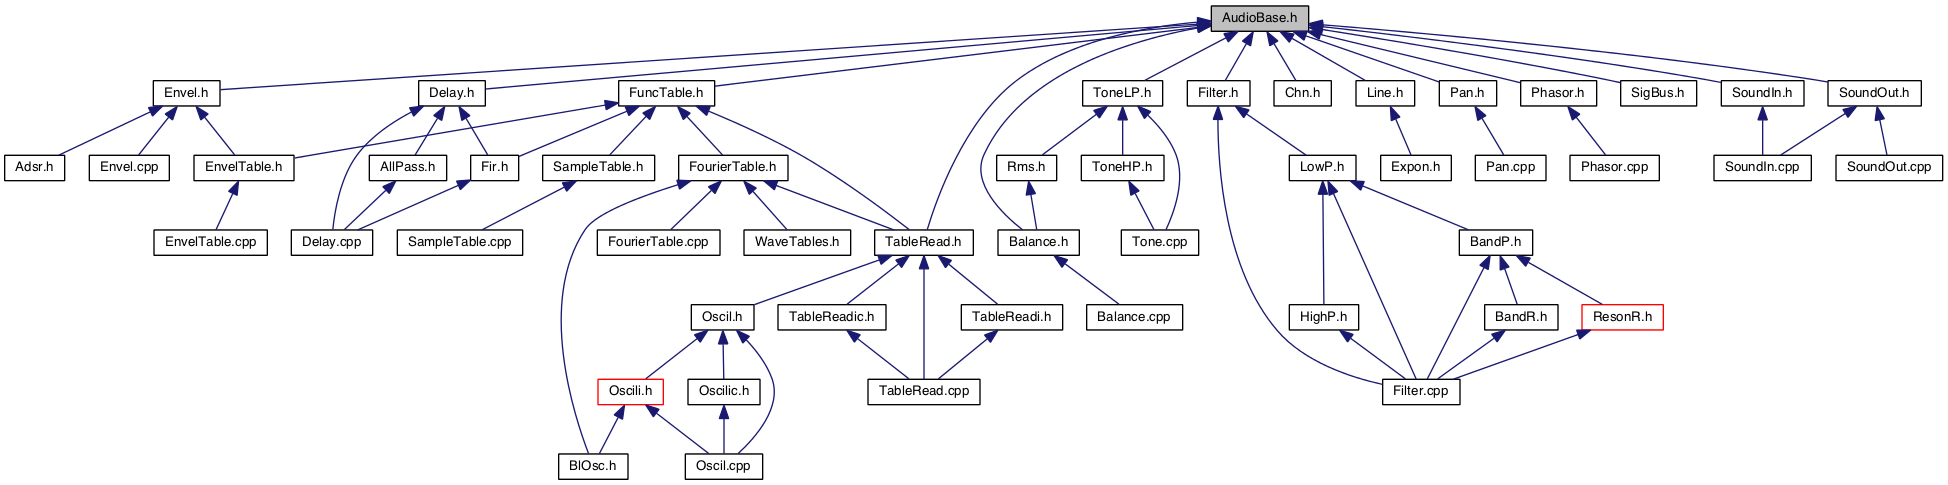 AudioBase.h
Envel.h
Delay.h
FuncTable.h
ToneLP.h
Filter.h
Chn.h
Line.h
Pan.h
Phasor.h
SigBus.h
SoundIn.h
SoundOut.h
Adsr.h
Envel.cpp
EnvelTable.h
AllPass.h
Fir.h
SampleTable.h
FourierTable.h
Rms.h
ToneHP.h
LowP.h
Expon.h
Pan.cpp
Phasor.cpp
SoundIn.cpp
SoundOut.cpp
EnvelTable.cpp
Delay.cpp
SampleTable.cpp
FourierTable.cpp
WaveTables.h
TableRead.h
Balance.h
Tone.cpp
BandP.h
Oscil.h
TableReadic.h
TableReadi.h
Balance.cpp
HighP.h
BandR.h
ResonR.h
Oscili.h
Oscilic.h
TableRead.cpp
Filter.cpp
BlOsc.h
Oscil.cpp